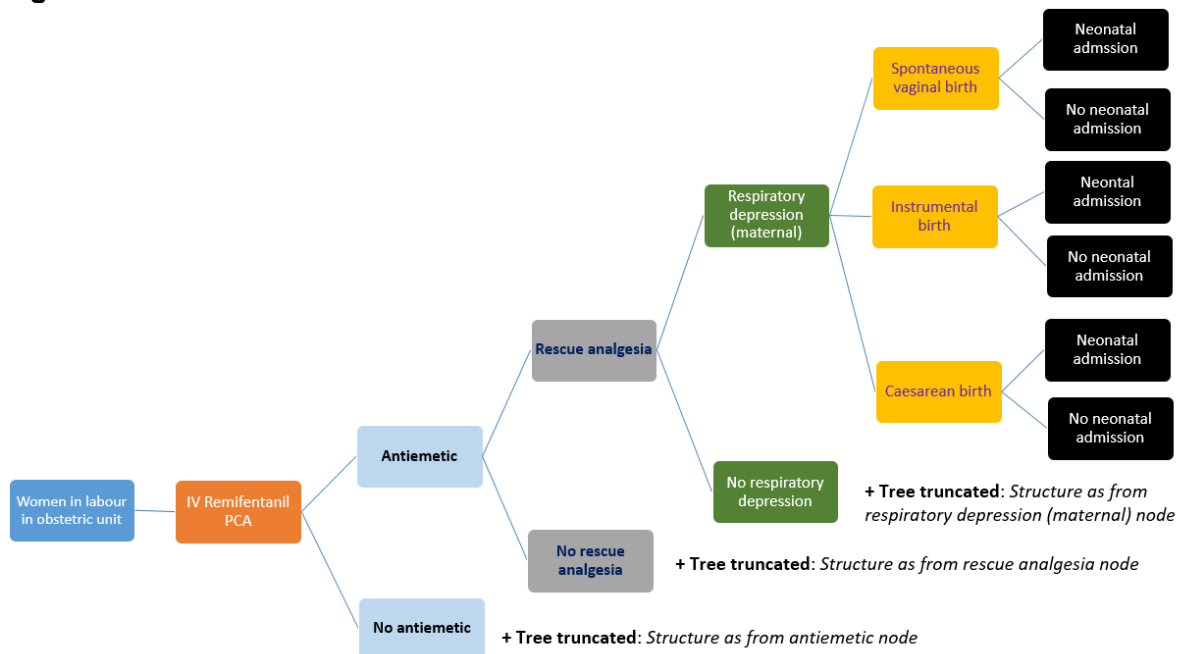 Neonatal
admssion
Spontaneous
vaginal birth
No neonatal
admission
Neontal
admission
Respiratory
depression
(maternal)
Instrumental
birth
No neonatal
admission
Neonatal
admission
Rescue analgesia
Caesarean birth
No neonatal
admission
Antiemetic
No respiratory
depression
+ Tree truncated: Structure as from
respiratory depression (maternal) node
Women in labour
in obstetric unit
IV Remifentanil
PCA
No rescue
analgesia
+ Tree truncated: Structure as from rescue analgesia node
No antiemetic
+ Tree truncated: Structure as from antiemetic node